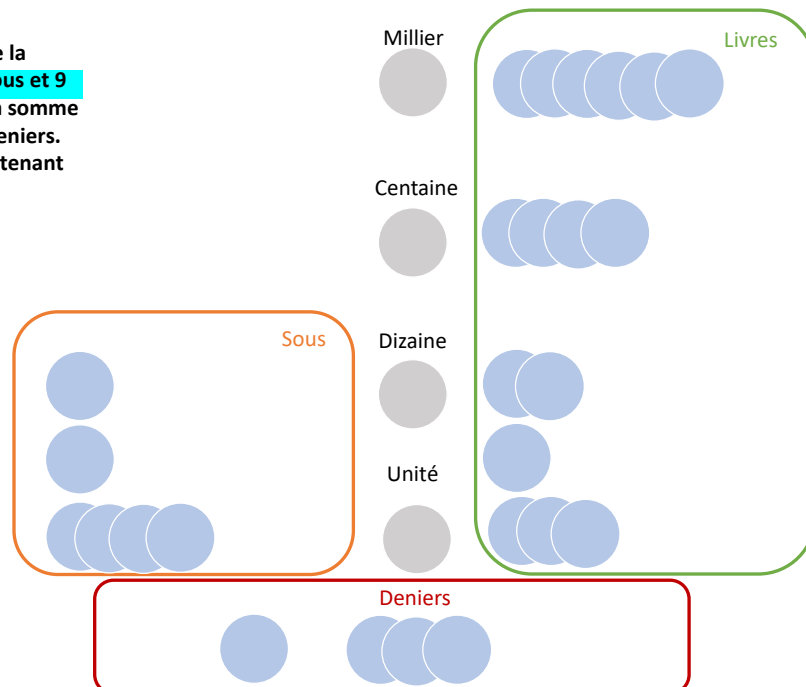 la
ous et 9
somme
eniers.
tenant
Millier
Livres
Centaine
Sous
Dizaine
Unité
Deniers